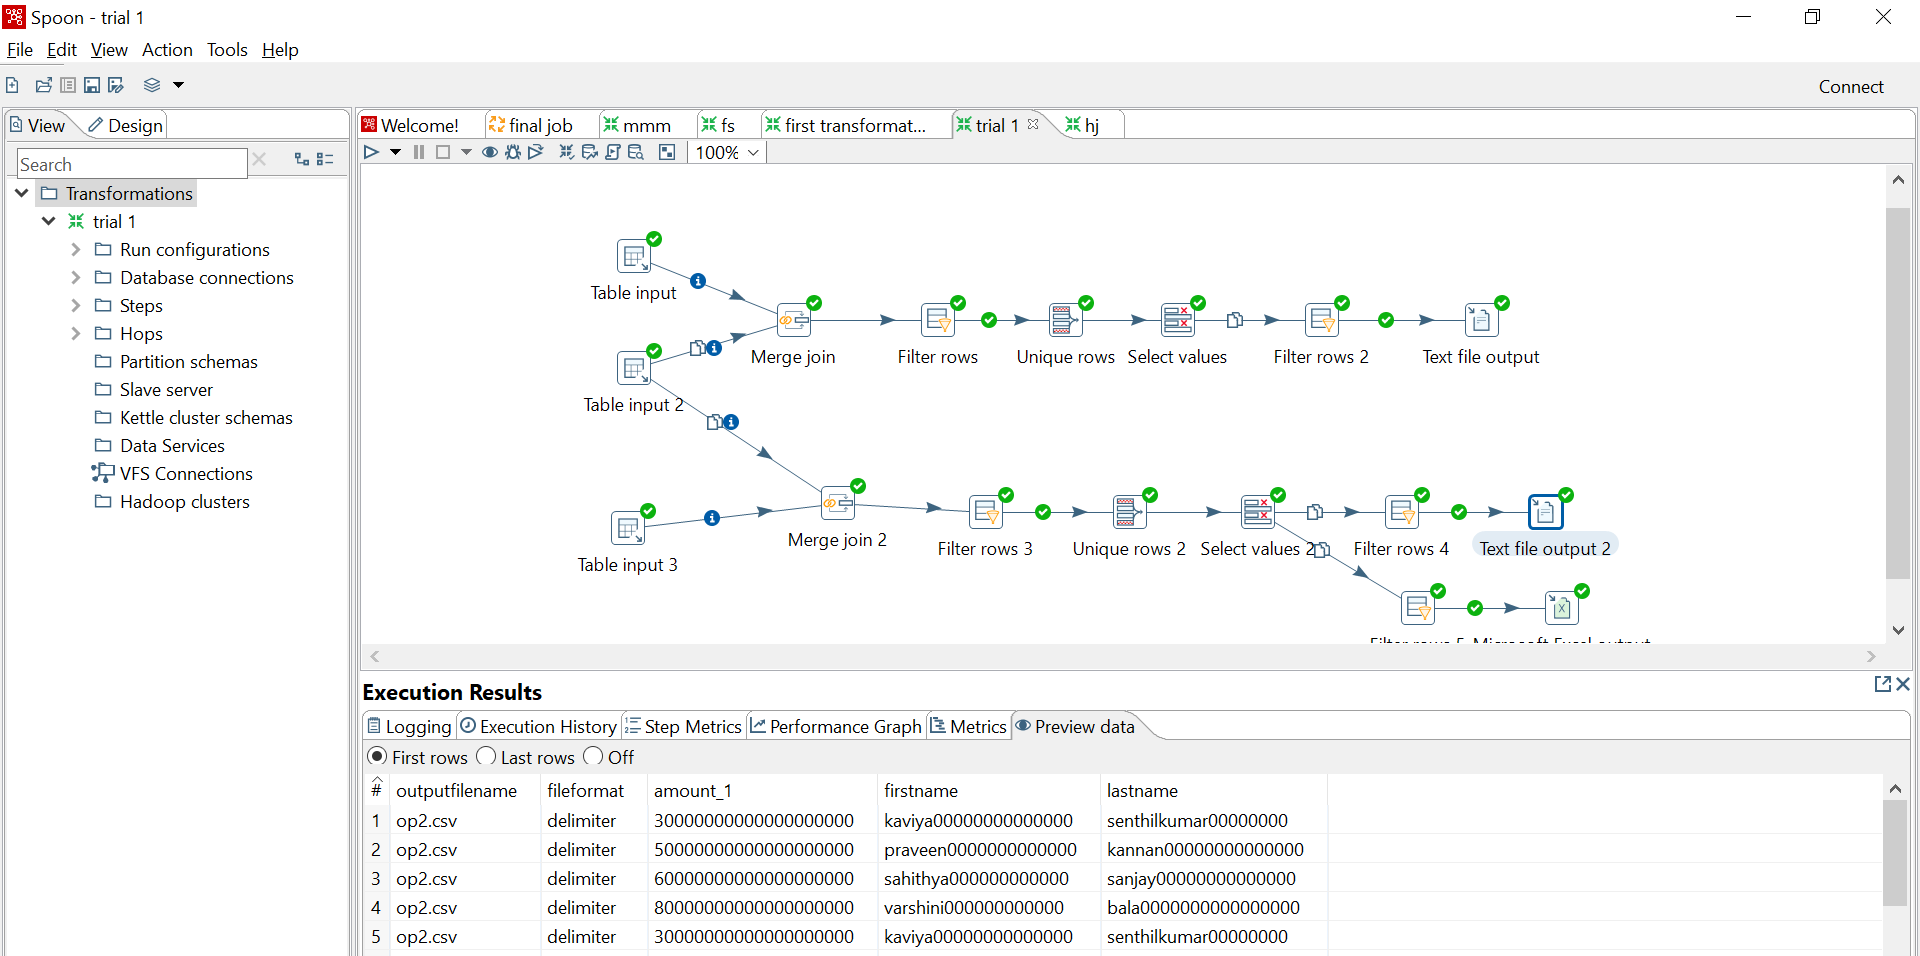 Spoon - trial 1
File Edit View Action Tools Help
Connect
View Design
Welcome! final job mmm fs first transformat... trial 1 hj
100%
Search
Transformations
trial 1
Run configurations
Database connections
Steps
Hops
Partition schemas
Slave server
Kettle cluster schemas
Data Services
VFS Connections
Hadoop clusters
Table input
Merge join Filter rows Unique rows Select values Filter rows 2 Text file output
Table input 2
Merge join 2 Filter rows 3 Unique rows 2 Select values 2 Filter rows 4 Text file output 2
Table input 3
Filter rows 5 Microsoft Excel output
Execution Results
Logging Execution History Step Metrics Performance Graph Metrics Preview data
First rows Last rows Off
# outputfilename fileformat amount_1 firstname lastname
1 op2.csv delimiter 30000000000000000000 kaviya00000000000000 senthilkumar00000000
2 op2.csv delimiter 50000000000000000000 praveen0000000000000 kannan00000000000000
3 op2.csv delimiter 60000000000000000000 sahithya000000000000 sanjay00000000000000
4 op2.csv delimiter 80000000000000000000 varshini000000000000 bala0000000000000000
5 op2.csv delimiter 30000000000000000000 kaviya00000000000000 senthilkumar00000000